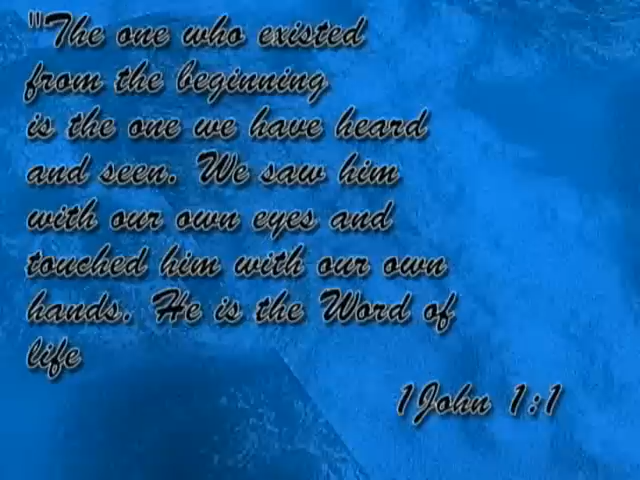 "The one who existed
from the beginning
is the one we have heard
and seen. We saw him
with our own eyes and
touched him with our own
hands. He is the Word of
life
1John 1:1